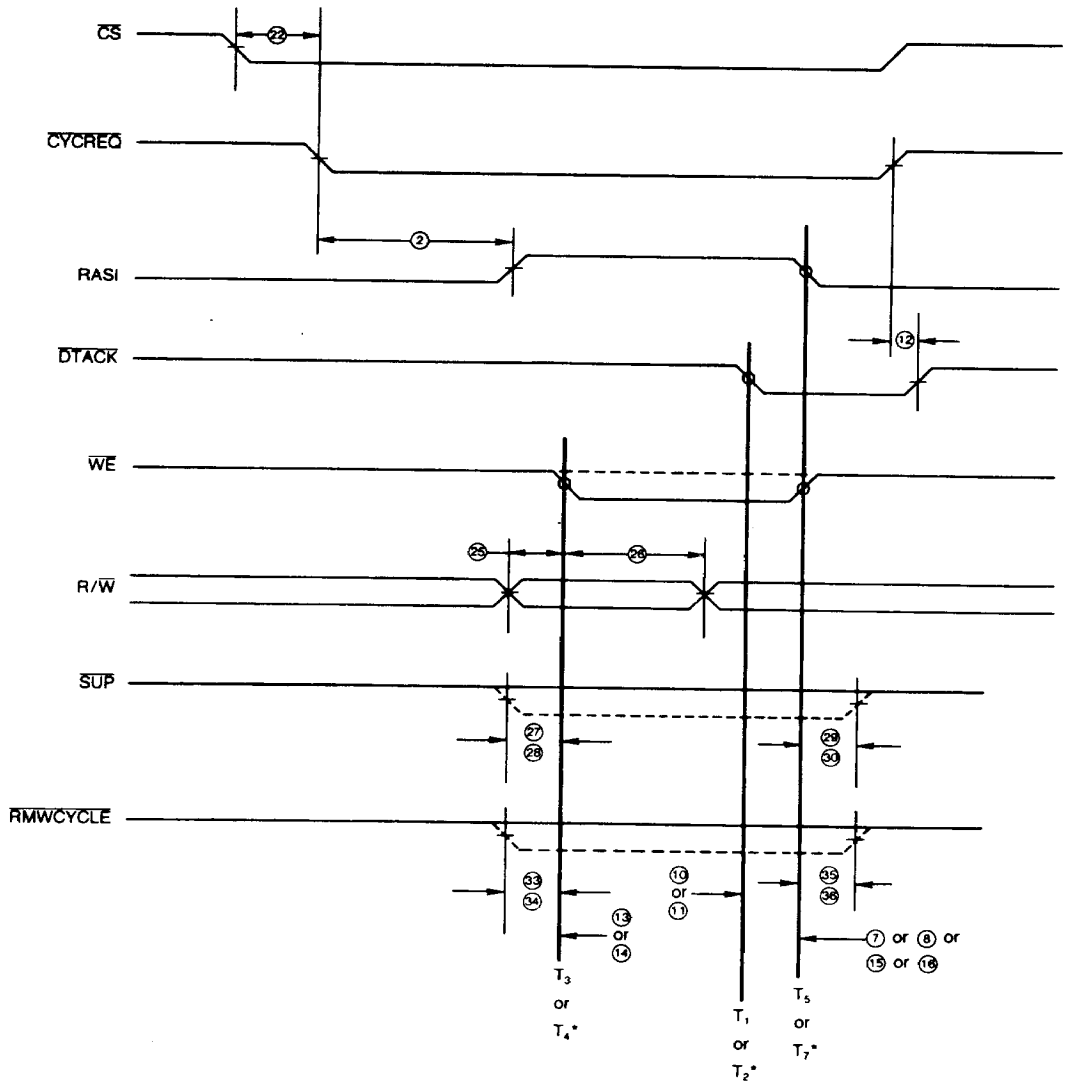 CS
22
CYCREQ
2
RASI
12
DTACK
WE
25
26
R/W
SUP
27
28
29
30
RMWCYCLE
33
34
10
or
11
35
36
13
or
14
7 or 8 or
15 or 16
T3
or
T4*
T1
or
T2*
T5
or
T7*